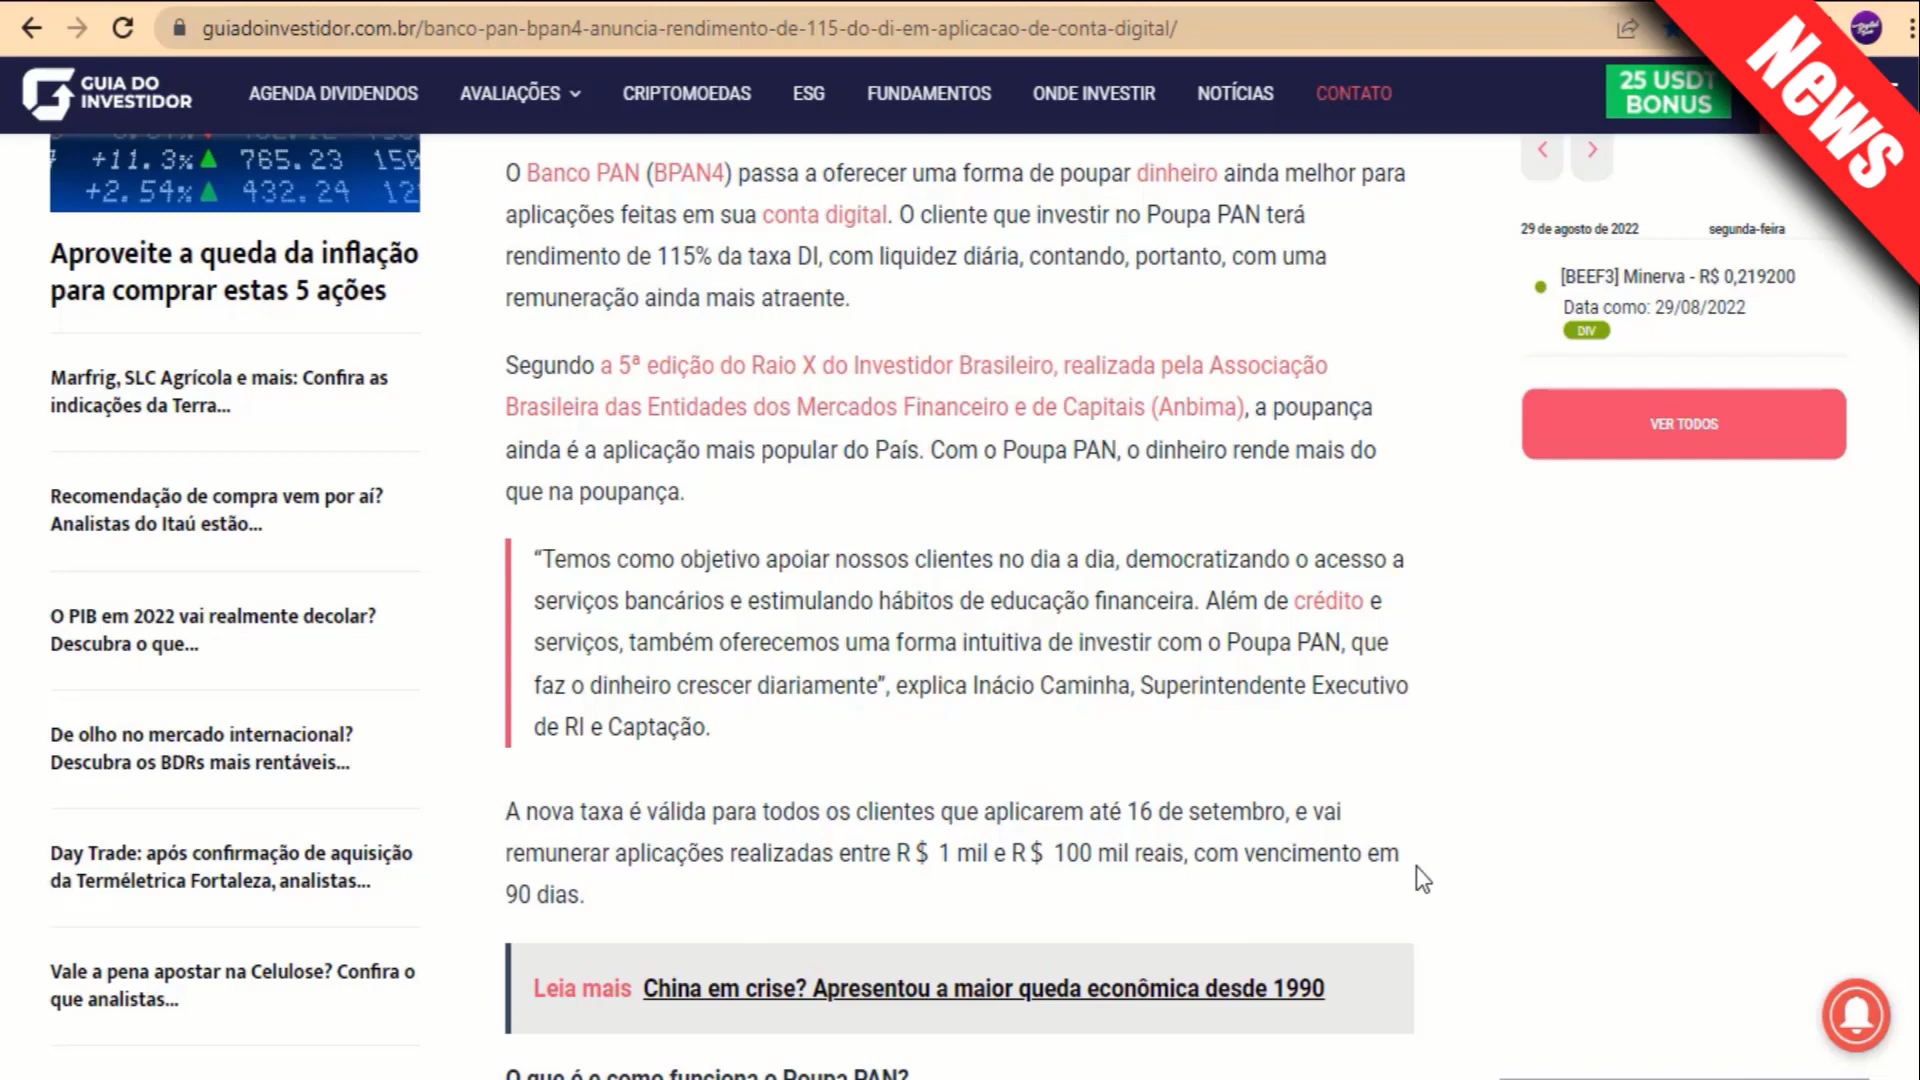 guiadoinvestidor.com.br/banco-pan-bpan4-anuncia-rendimento-de-115-do-di-em-aplicacao-de-conta-digital/
News
GUIA DO
INVESTIDOR
AGENDA DIVIDENDOS
AVALIAÇÕES
CRIPTOMOEDAS
ESG
FUNDAMENTOS
ONDE INVESTIR
NOTÍCIAS
CONTATO
25 USDT
BONUS
+11.3% 765.23 150
+2.54% 432.24 12
Aproveite a queda da inflação
para comprar estas 5 ações
Marfrig, SLC Agrícola e mais: Confira as
indicações da Terra...
Recomendação de compra vem por aí?
Analistas do Itaú estão...
O PIB em 2022 vai realmente decolar?
Descubra o que...
De olho no mercado internacional?
Descubra os BDRs mais rentáveis...
Day Trade: após confirmação de aquisição
da Terméletrica Fortaleza, analistas...
Vale a pena apostar na Celulose? Confira o
que analistas...
O Banco PAN (BPAN4) passa a oferecer uma forma de poupar dinheiro ainda melhor para
aplicações feitas em sua conta digital. O cliente que investir no Poupa PAN terá
rendimento de 115% da taxa DI, com liquidez diária, contando, portanto, com uma
remuneração ainda mais atraente.
Segundo a 5ª edição do Raio X do Investidor Brasileiro, realizada pela Associação
Brasileira das Entidades dos Mercados Financeiro e de Capitais (Anbima), a poupança
ainda é a aplicação mais popular do País. Com o Poupa PAN, o dinheiro rende mais do
que na poupança.
“Temos como objetivo apoiar nossos clientes no dia a dia, democratizando o acesso a
serviços bancários e estimulando hábitos de educação financeira. Além de crédito e
serviços, também oferecemos uma forma intuitiva de investir com o Poupa PAN, que
faz o dinheiro crescer diariamente”, explica Inácio Caminha, Superintendente Executivo
de RI e Captação.
A nova taxa é válida para todos os clientes que aplicarem até 16 de setembro, e vai
remunerar aplicações realizadas entre R$ 1 mil e R$ 100 mil reais, com vencimento em
90 dias.
Leia mais China em crise? Apresentou a maior queda econômica desde 1990
O que é e como funciona o Poupa PAN?
29 de agosto de 2022
segunda-feira
[BEEF3] Minerva - R$ 0,219200
Data como: 29/08/2022
DIV
VER TODOS